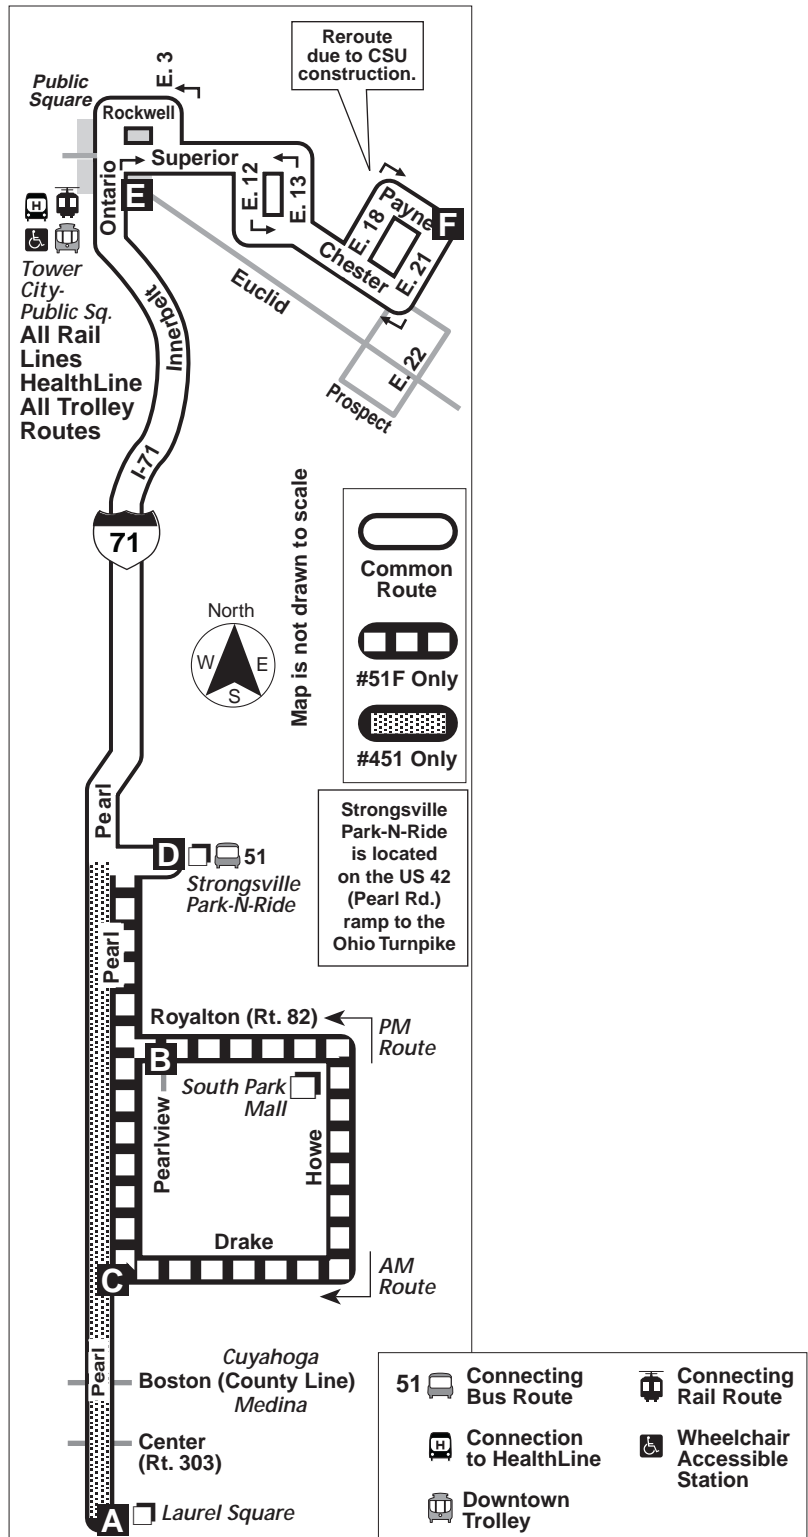 Reroute
due to CSU
construction.
E. 3
Public
Square
Rockwell
Superior
Ontario
E
E. 12
E. 13
Payne
F
E. 18
E. 21
Chester
Euclid
E. 22
Prospect
H
Tower
City-
Public Sq.
All Rail
Lines
HealthLine
All Trolley
Routes
Innerbelt
I-71
71
Map is not drawn to scale
North
W
E
S
Common
Route
#51F Only
#451 Only
Strongsville
Park-N-Ride
is located
on the US 42
(Pearl Rd.)
ramp to the
Ohio Turnpike
Pearl
D
51
Strongsville
Park-N-Ride
Pearl
Royalton (Rt. 82)
PM
Route
B
South Park
Mall
Pearlview
Howe
Drake
C
AM
Route
Pearl
Cuyahoga
Boston (County Line)
Medina
Center
(Rt. 303)
A
Laurel Square
51
Connecting
Bus Route
Connecting
Rail Route
H
Connection
to HealthLine
Wheelchair
Accessible
Station
Downtown
Trolley